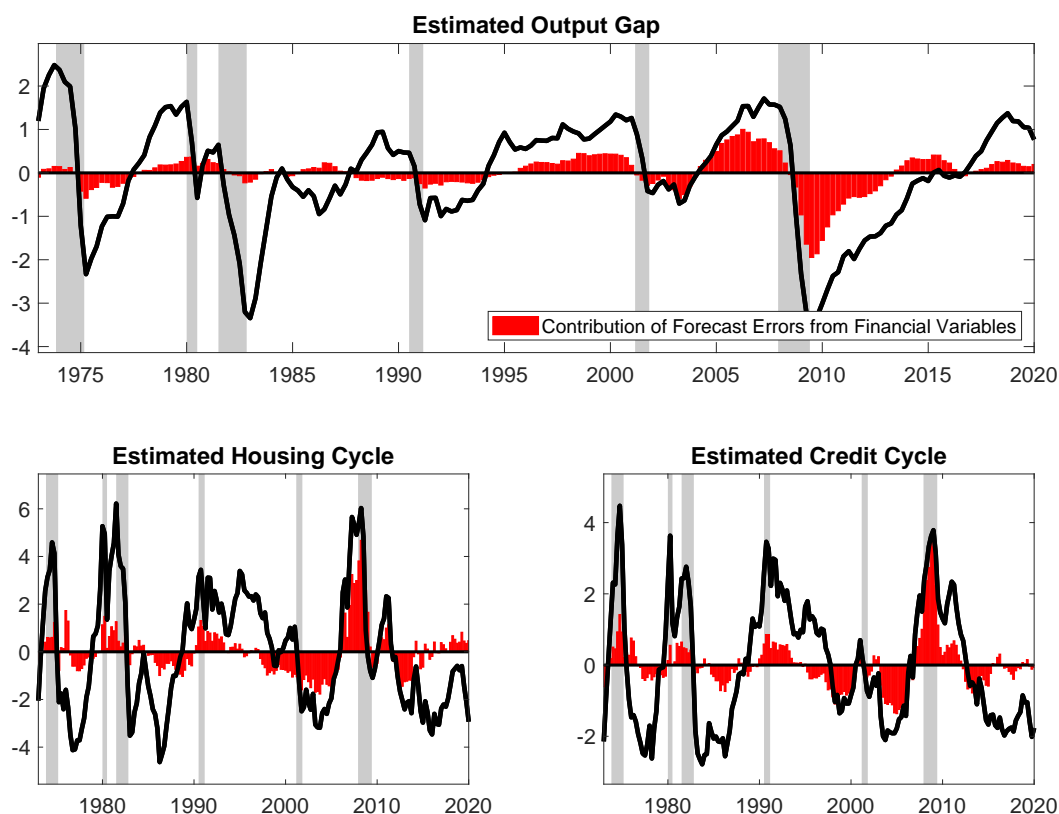 Estimated Output Gap
2
1
0
-1
-2
-3
-4
Contribution of Forecast Errors from Financial Variables
1975 1980 1985 1990 1995 2000 2005 2010 2015 2020
Estimated Housing Cycle
6
4
2
0
-2
-4
1980 1990 2000 2010 2020
Estimated Credit Cycle
4
2
0
-2
1980 1990 2000 2010 2020